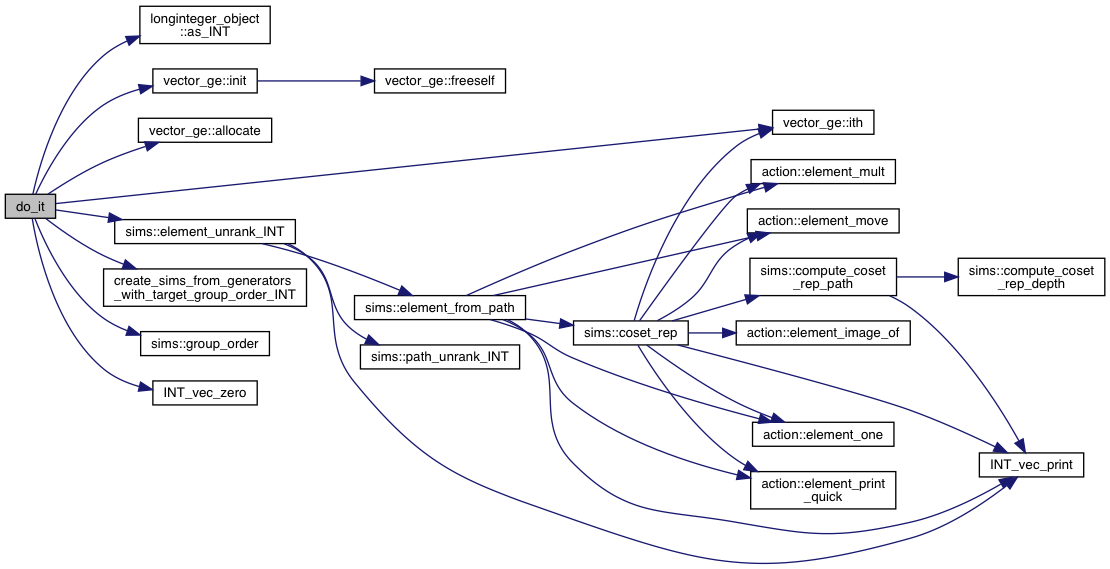 longinteger_object
::as_INT
vector_ge::init
vector_ge::freeself
vector_ge::allocate
vector_ge::ith
action::element_mult
do_it
action::element_move
sims::element_unrank_INT
create_sims_from_generators
_with_target_group_order_INT
sims::compute_coset
_rep_path
sims::compute_coset
_rep_depth
sims::element_from_path
sims::coset_rep
action::element_image_of
sims::group_order
sims::path_unrank_INT
INT_vec_zero
action::element_one
INT_vec_print
action::element_print
_quick